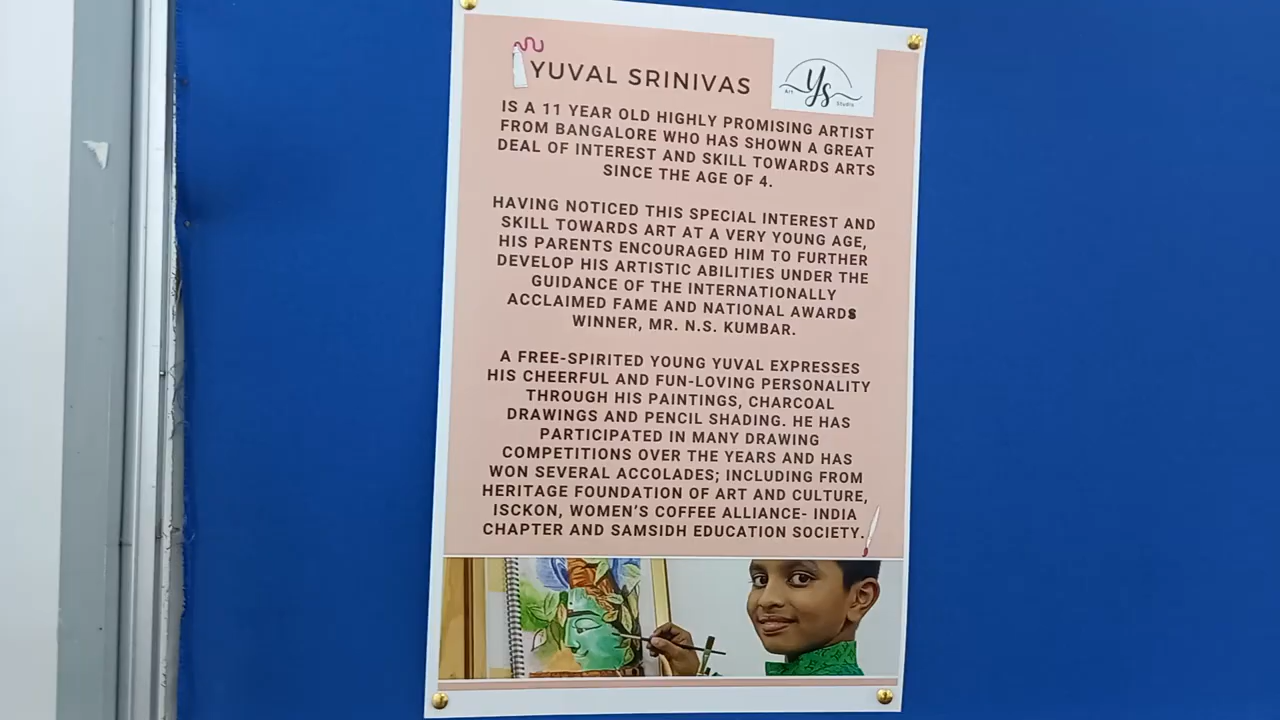 YUVAL SRINIVAS
Art Ys Studio
IS A 11 YEAR OLD HIGHLY PROMISING ARTIST
FROM BANGALORE WHO HAS SHOWN A GREAT
DEAL OF INTEREST AND SKILL TOWARDS ARTS
SINCE THE AGE OF 4.
HAVING NOTICED THIS SPECIAL INTEREST AND
SKILL TOWARDS ART AT A VERY YOUNG AGE,
HIS PARENTS ENCOURAGED HIM TO FURTHER
DEVELOP HIS ARTISTIC ABILITIES UNDER THE
GUIDANCE OF THE INTERNATIONALLY
ACCLAIMED FAME AND NATIONAL AWARDS
WINNER, MR. N.S. KUMBAR.
A FREE-SPIRITED YOUNG YUVAL EXPRESSES
HIS CHEERFUL AND FUN-LOVING PERSONALITY
THROUGH HIS PAINTINGS, CHARCOAL
DRAWINGS AND PENCIL SHADING. HE HAS
PARTICIPATED IN MANY DRAWING
COMPETITIONS OVER THE YEARS AND HAS
WON SEVERAL ACCOLADES; INCLUDING FROM
HERITAGE FOUNDATION OF ART AND CULTURE,
ISCKON, WOMEN'S COFFEE ALLIANCE- INDIA
CHAPTER AND SAMSIDH EDUCATION SOCIETY.